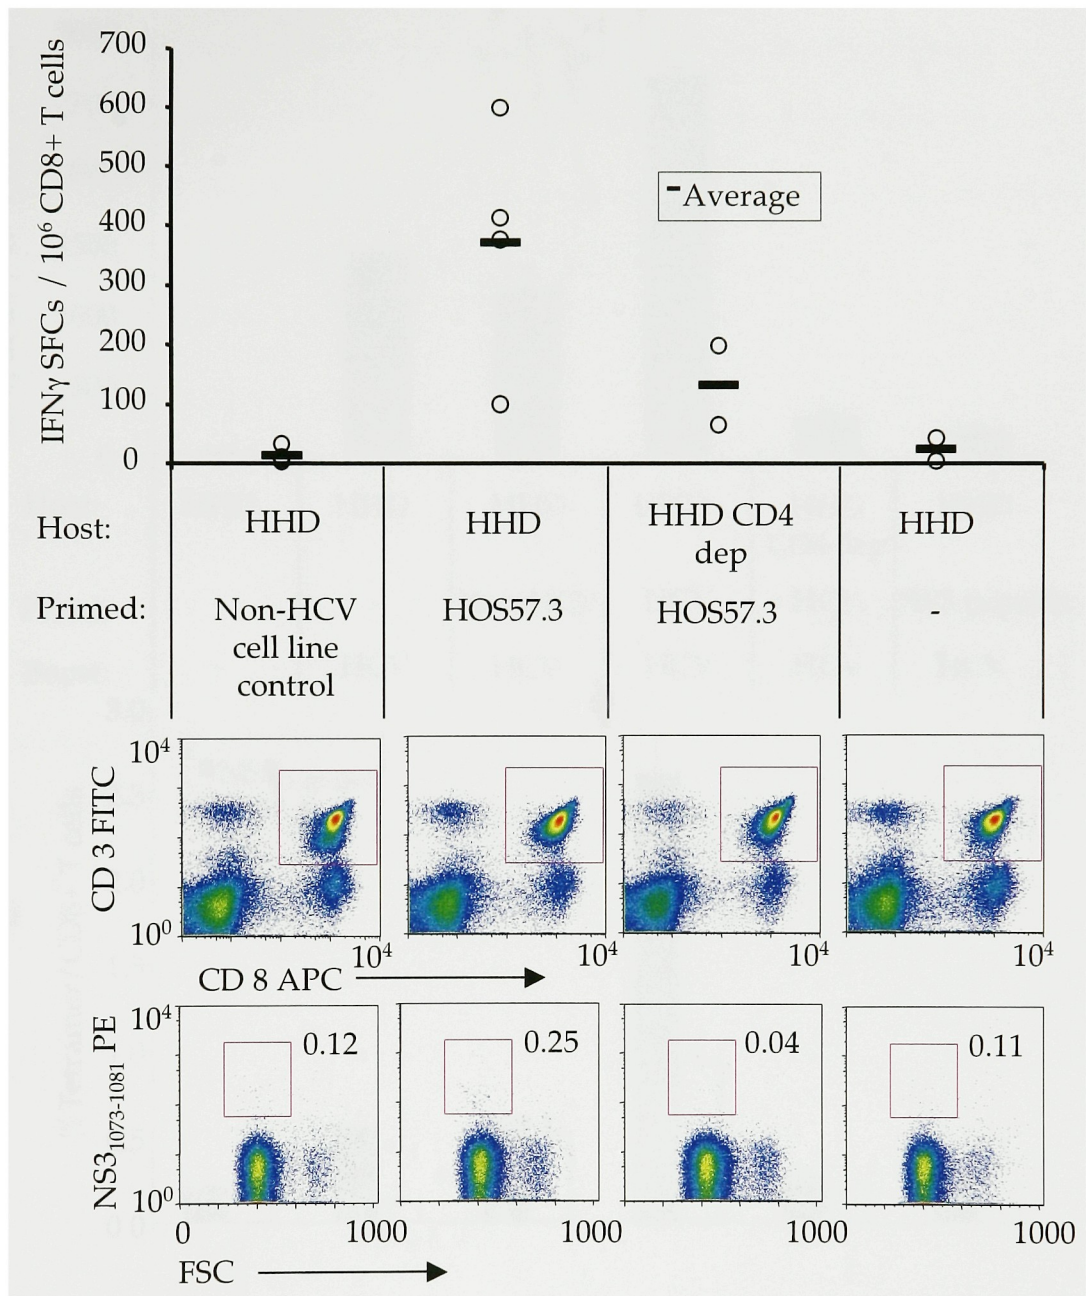 IFNγ SFCs / 10⁶ CD8+ T cells
700
600
500
400
300
200
100
0
Average
Host:
HHD
HHD
HHD CD4
dep
HHD
Primed:
Non-HCV
cell line
control
HOS57.3
HOS57.3
-
CD 3 FITC
10⁴
10⁰
10⁴
10⁴
10⁴
10⁴
CD 8 APC
NS3₁₀₇₃₋₁₀₈₁ PE
10⁴
10⁰
0.12
0.25
0.04
0.11
0
1000
1000
1000
1000
FSC